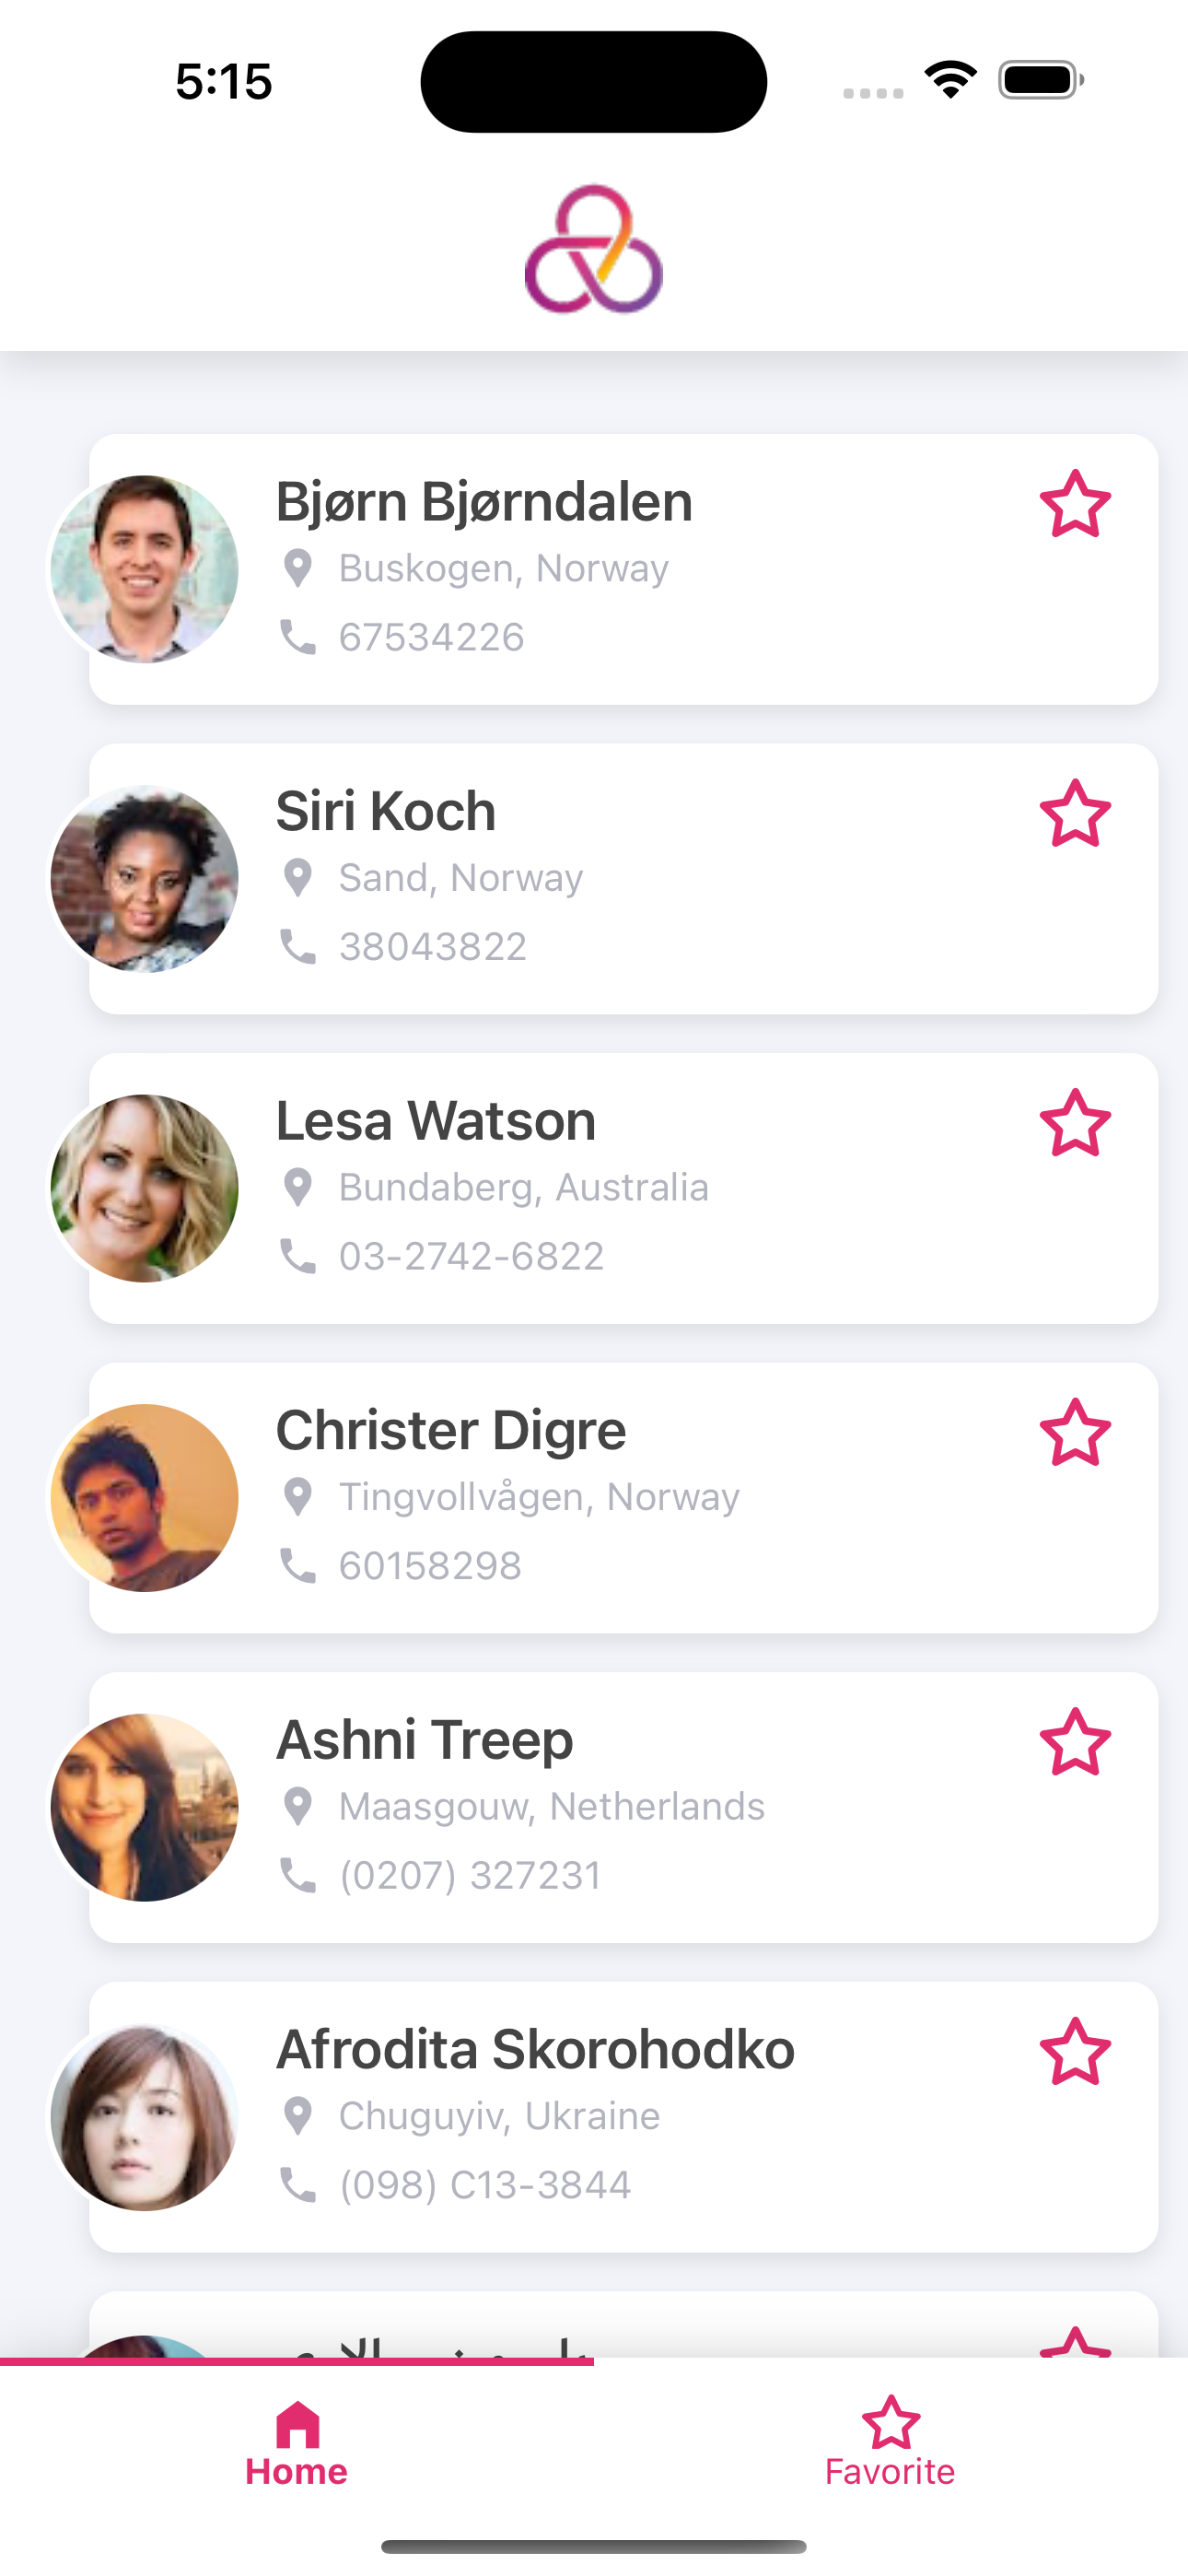 5:15
Bjørn Bjørndalen
Buskogen, Norway
67534226
Siri Koch
Sand, Norway
38043822
Lesa Watson
Bundaberg, Australia
03-2742-6822
Christer Digre
Tingvollvågen, Norway
60158298
Ashni Treep
Maasgouw, Netherlands
(0207) 327231
Afrodita Skorohodko
Chuguyiv, Ukraine
(098) C13-3844
Home
Favorite